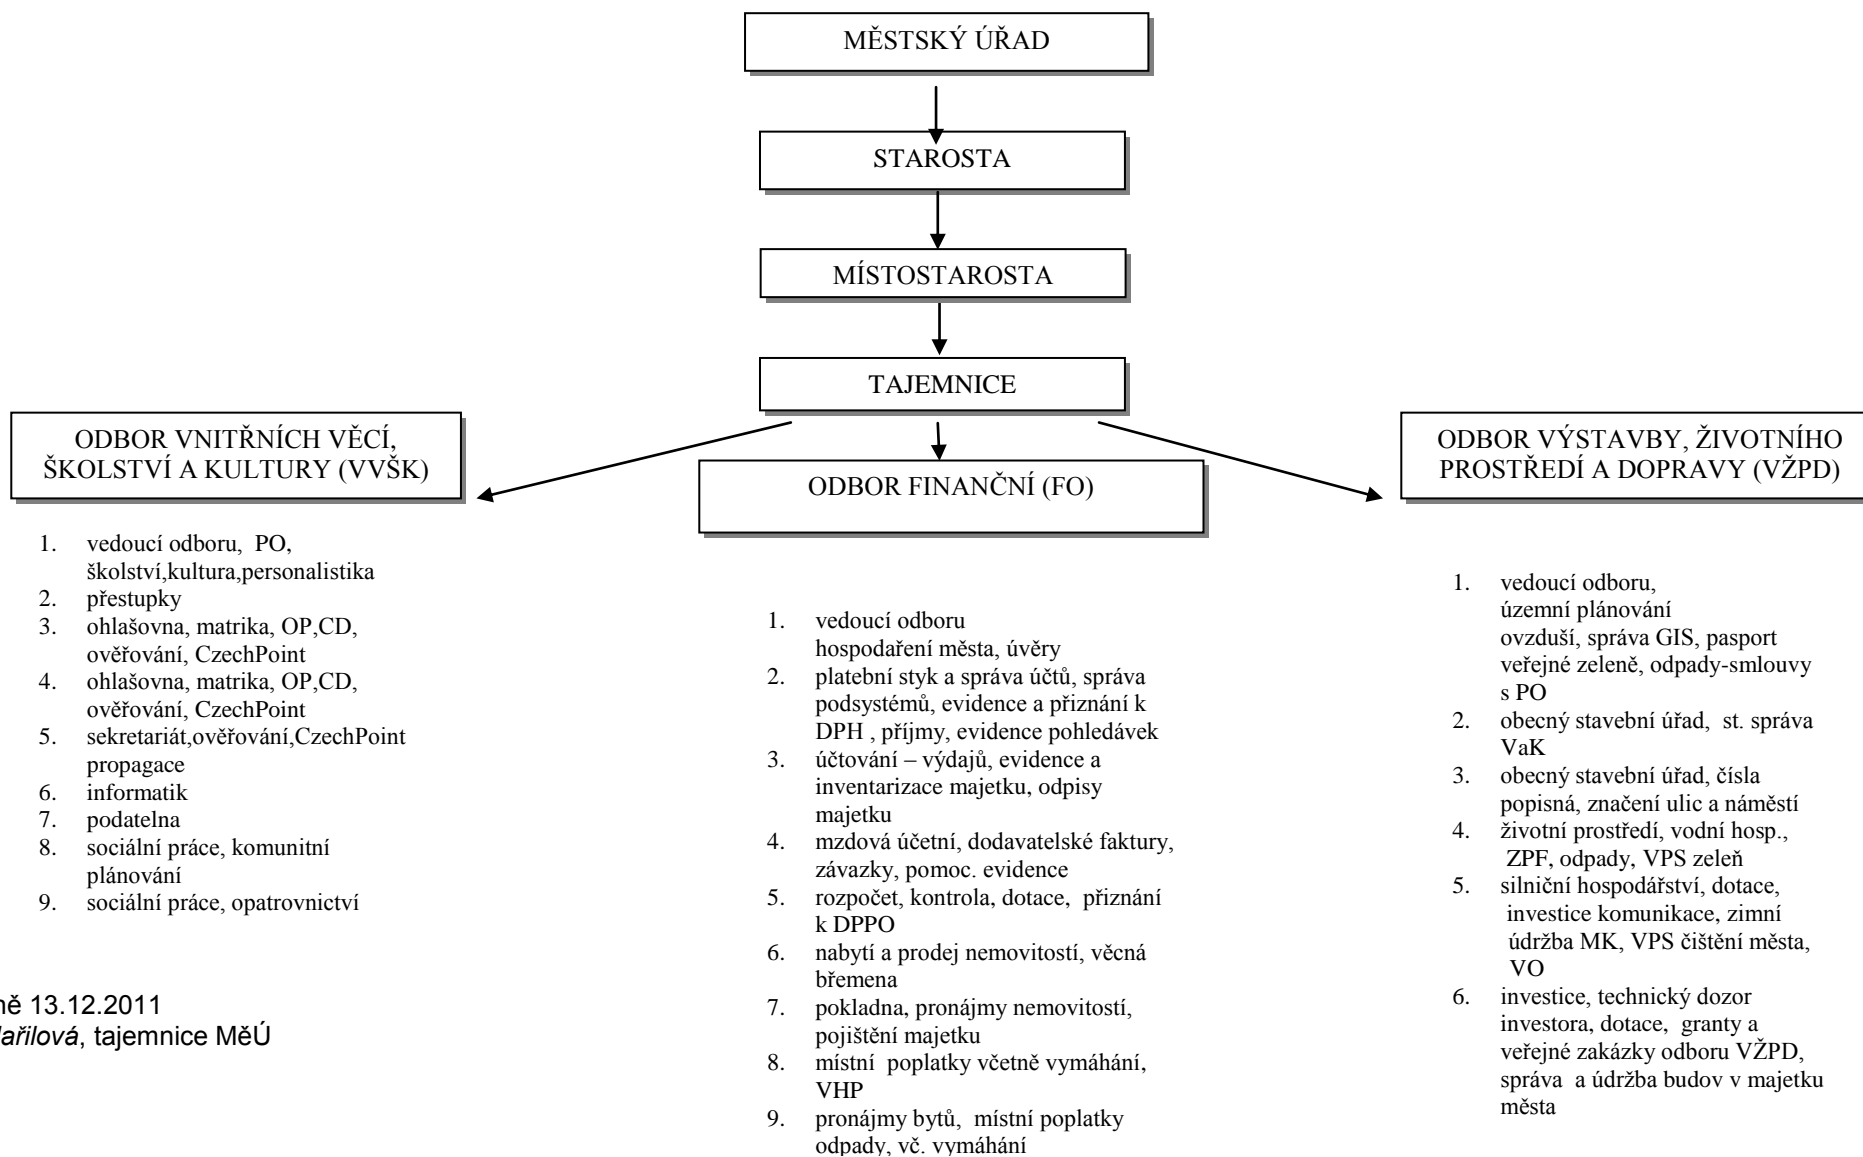 MĚSTSKÝ ÚŘAD
STAROSTA
MÍSTOSTAROSTA
TAJEMNICE
ODBOR VNITŘNÍCH VĚCÍ,
ŠKOLSTVÍ A KULTURY (VVŠK)
1. vedoucí odboru, PO,
školství,kultura,personalistika
2. přestupky
3. ohlašovna, matrika, OP,CD,
ověřování, CzechPoint
4. ohlašovna, matrika, OP,CD,
ověřování, CzechPoint
5. sekretariát,ověřování,CzechPoint
propagace
6. informatik
7. podatelna
8. sociální práce, komunitní
plánování
9. sociální práce, opatrovnictví
13.12.2011
tajemnice MěÚ
ODBOR FINANČNÍ (FO)
1. vedoucí odboru
hospodaření města, úvěry
2. platební styk a správa účtů, správa
podsystémů, evidence a přiznání k
DPH , příjmy, evidence pohledávek
3. účtování – výdajů, evidence a
inventarizace majetku, odpisy
majetku
4. mzdová účetní, dodavatelské faktury,
závazky, pomoc. evidence
5. rozpočet, kontrola, dotace, přiznání
k DPPO
6. nabytí a prodej nemovitostí, věcná
břemena
7. pokladna, pronájmy nemovitostí,
pojištění majetku
8. místní poplatky včetně vymáhání,
VHP
9. pronájmy bytů, místní poplatky
odpady, vč. vymáhání
ODBOR VÝSTAVBY, ŽIVOTNÍHO
PROSTŘEDÍ A DOPRAVY (VŽPD)
1. vedoucí odboru,
územní plánování
ovzduší, správa GIS, pasport
veřejné zeleně, odpady-smlouvy
s PO
2. obecný stavební úřad, st. správa
VaK
3. obecný stavební úřad, čísla
popisná, značení ulic a náměstí
4. životní prostředí, vodní hosp.,
ZPF, odpady, VPS zeleň
5. silniční hospodářství, dotace,
investice komunikace, zimní
údržba MK, VPS čištění města,
VO
6. investice, technický dozor
investora, dotace, granty a
veřejné zakázky odboru VŽPD,
správa a údržba budov v majetku
města